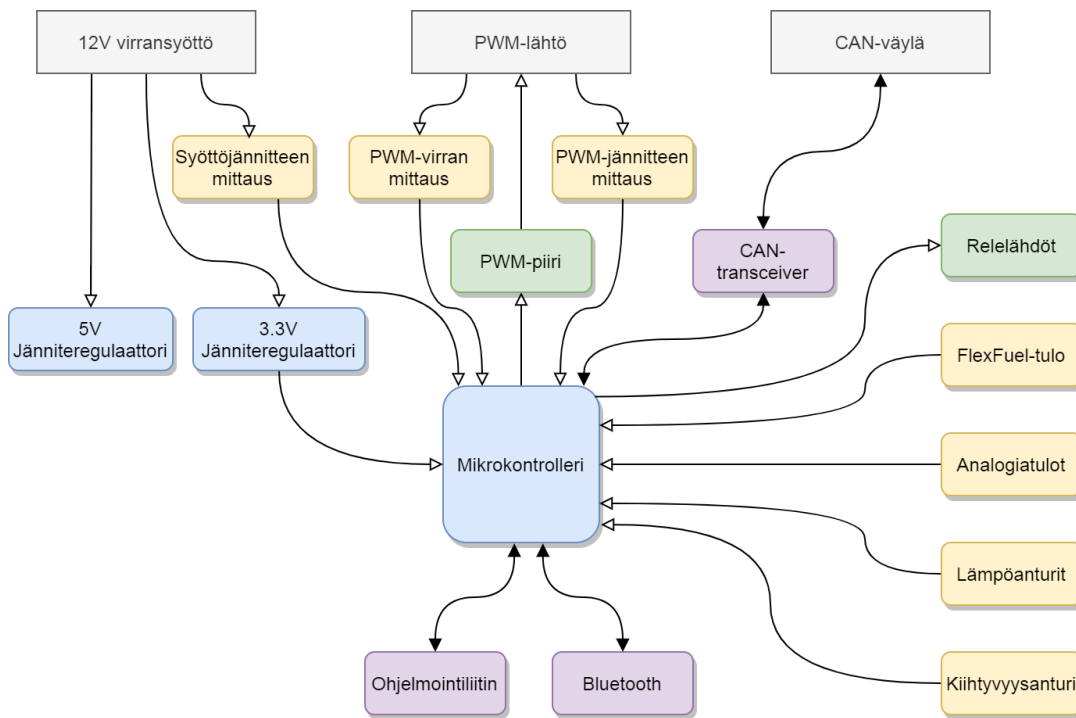 12V virransyöttö
PWM-lähtö
CAN-väylä
Syöttöjännitteen
mittaus
PWM-virran
mittaus
PWM-jännitteen
mittaus
PWM-piiri
CAN-
transceiver
Relelähdöt
5V
Jänniteregulaattori
3.3V
Jänniteregulaattori
FlexFuel-tulo
Mikrokontrolleri
Analogiatulot
Lämpöanturit
Ohjelmointiliitin
Bluetooth
Kiihtyvyysanturi